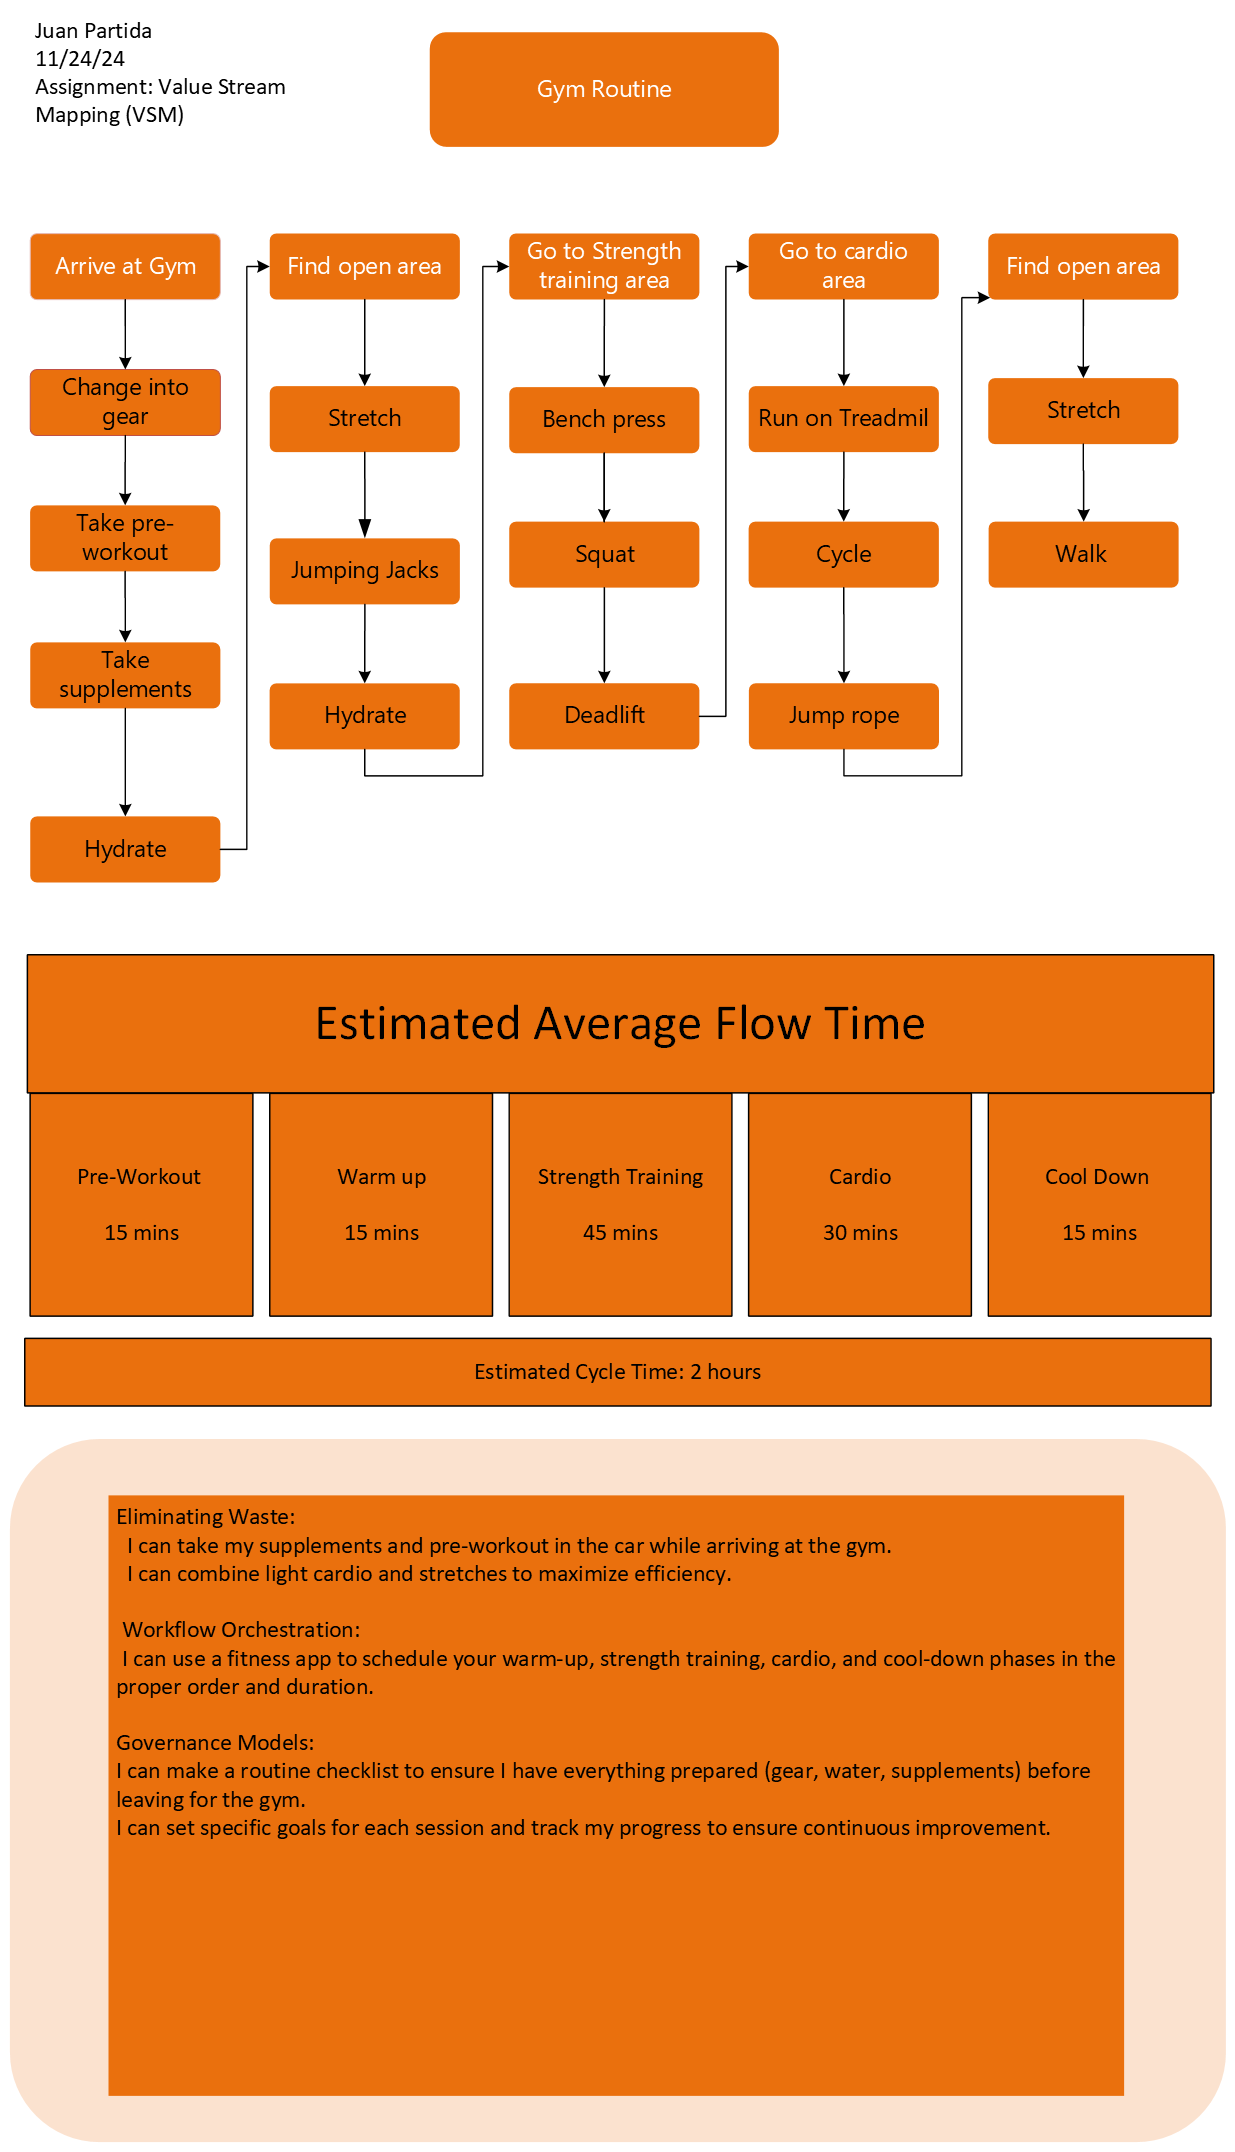 Juan Partida
11/24/24
Assignment: Value Stream
Mapping (VSM)
Gym Routine
Arrive at Gym
Change into
gear
Take pre-
workout
Take
supplements
Hydrate
Find open area
Stretch
Jumping Jacks
Hydrate
Go to Strength
training area
Bench press
Squat
Deadlift
Go to cardio
area
Run on Treadmil
Cycle
Jump rope
Find open area
Stretch
Walk
Estimated Average Flow Time
Pre-Workout
15 mins
Warm up
15 mins
Strength Training
45 mins
Cardio
30 mins
Cool Down
15 mins
Estimated Cycle Time: 2 hours
Eliminating Waste:
I can take my supplements and pre-workout in the car while arriving at the gym.
I can combine light cardio and stretches to maximize efficiency.
Workflow Orchestration:
I can use a fitness app to schedule your warm-up, strength training, cardio, and cool-down phases in the
proper order and duration.
Governance Models:
I can make a routine checklist to ensure I have everything prepared (gear, water, supplements) before
leaving for the gym.
I can set specific goals for each session and track my progress to ensure continuous improvement.